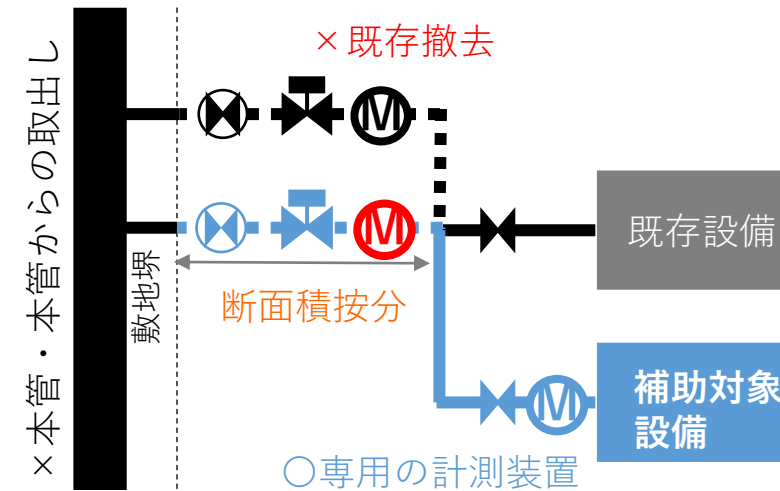 ×本管・本管からの取出し
×既存撤去
M
敷地堺
M
既存設備
断面積按分
M
補助対象
設備
〇専用の計測装置